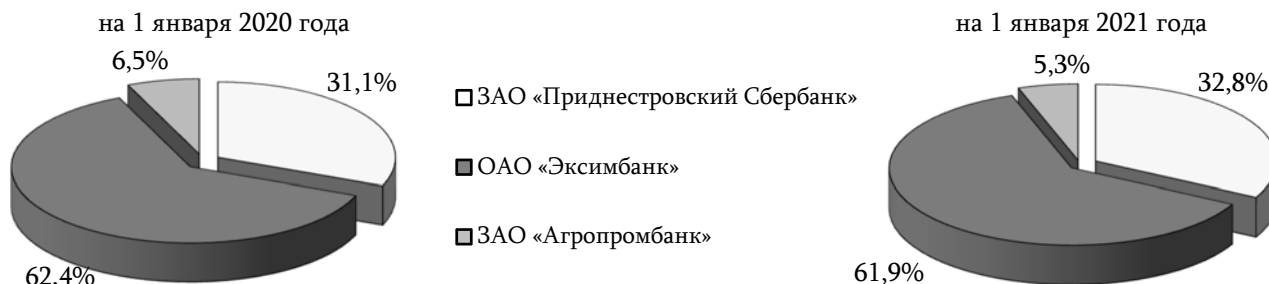 на 1 января 2020 года
6,5%
31,1%
62,4%
ЗАО «Приднестровский Сбербанк»
ОАО «Эксимбанк»
ЗАО «Агропромбанк»
на 1 января 2021 года
5,3%
32,8%
61,9%